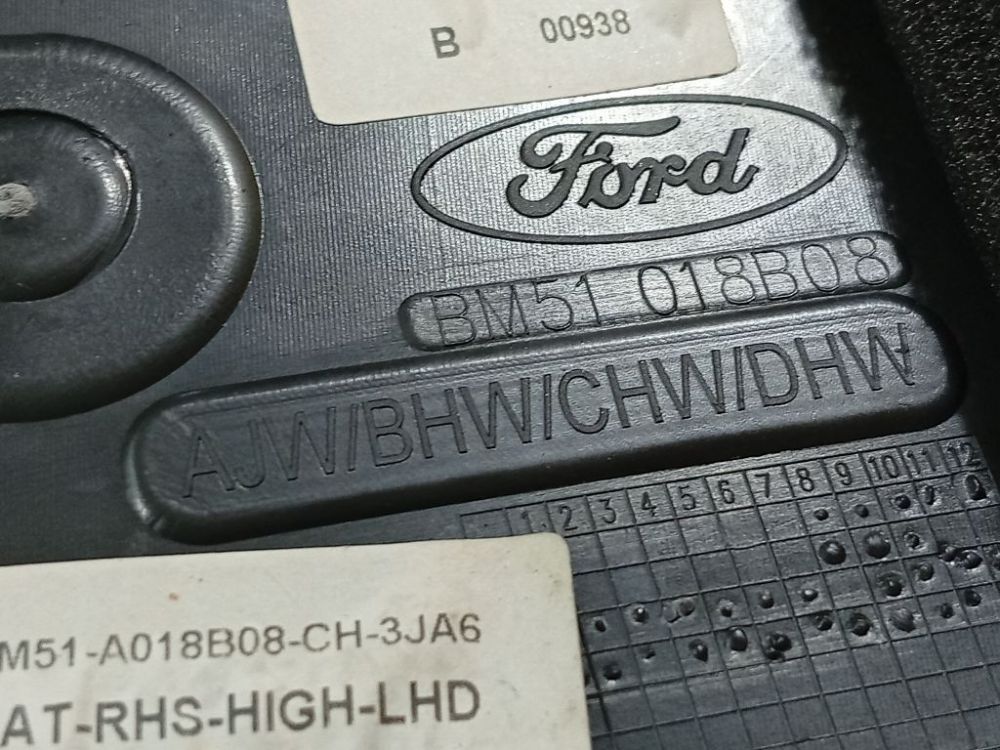 B 00938
Ford
BM51 018B08
AJW/BHW/CHW/DHW
1 2 3 4 5 6 7 8 9 10 11 12
M51-A018B08-CH-3JA6
AT-RHS-HIGH-LHD